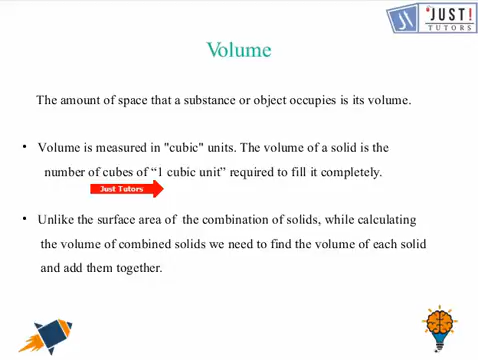 'JUST!
TUTORS
Volume
The amount of space that a substance or object occupies is its volume.
• Volume is measured in "cubic" units. The volume of a solid is the
number of cubes of “1 cubic unit” required to fill it completely.
Just Tutors
• Unlike the surface area of the combination of solids, while calculating
the volume of combined solids we need to find the volume of each solid
and add them together.